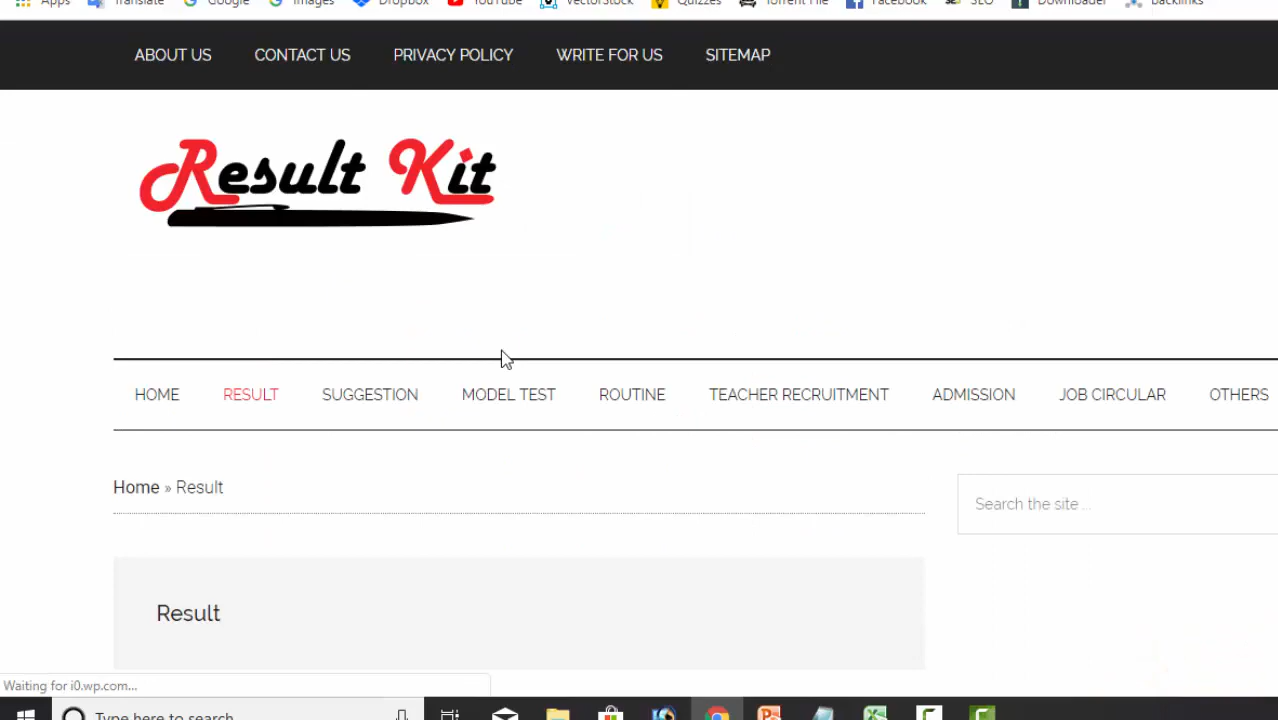 Apps Translate Google Images Dropbox YouTube VectorStock Quizzes Torrent File Facebook SEO Downloader backlinks
ABOUT US CONTACT US PRIVACY POLICY WRITE FOR US SITEMAP
Result Kit
HOME RESULT SUGGESTION MODEL TEST ROUTINE TEACHER RECRUITMENT ADMISSION JOB CIRCULAR OTHERS
Home » Result
Search the site ...
Result
Waiting for i0.wp.com...
Type here to search